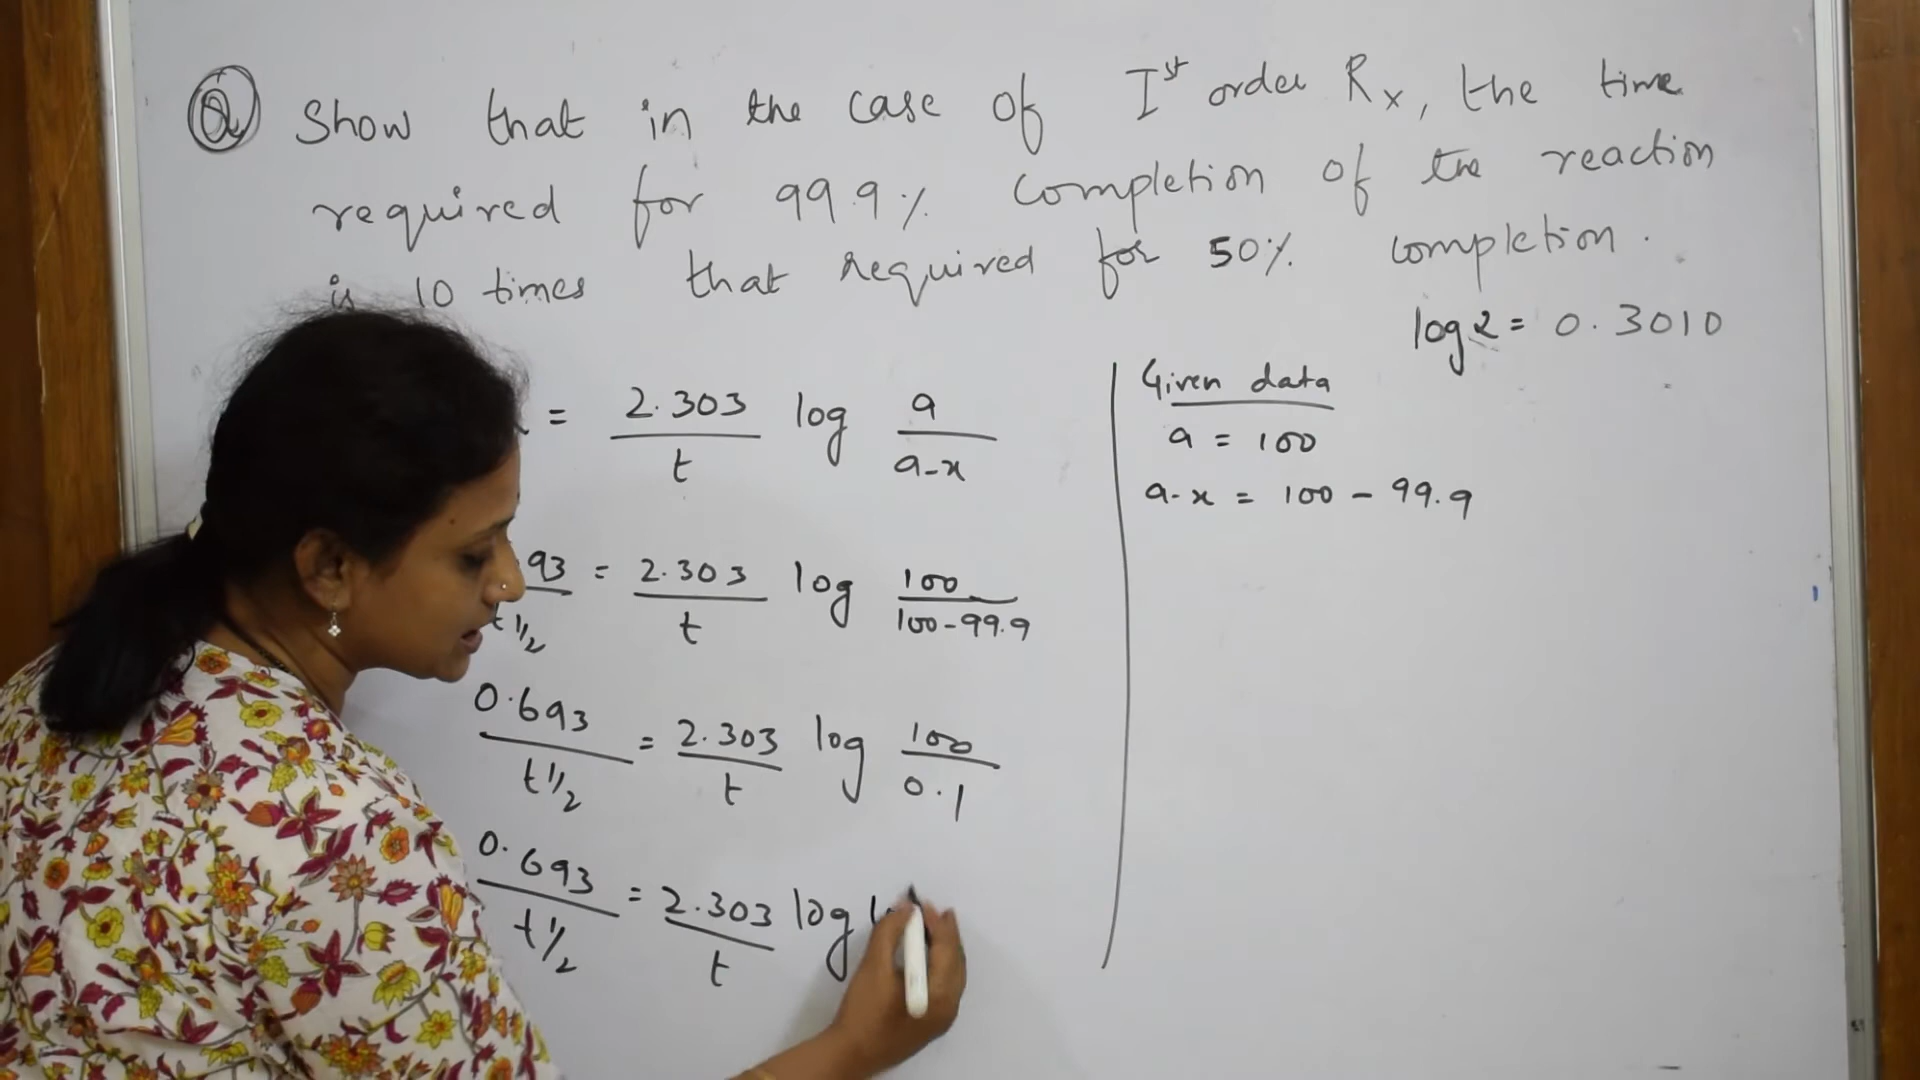 Q Show that in the case of Ist order Rx, the time
required for 99.9% completion of the reaction
is 10 times that required for 50% completion.
log 2 = 0.3010
= 2.303/t log a/a-x
93/t1/2 = 2.303/t log 100/100-99.9
0.693/t1/2 = 2.303/t log 100/0.1
0.693/t1/2 = 2.303/t log
Given data
a = 100
a-x = 100 - 99.9